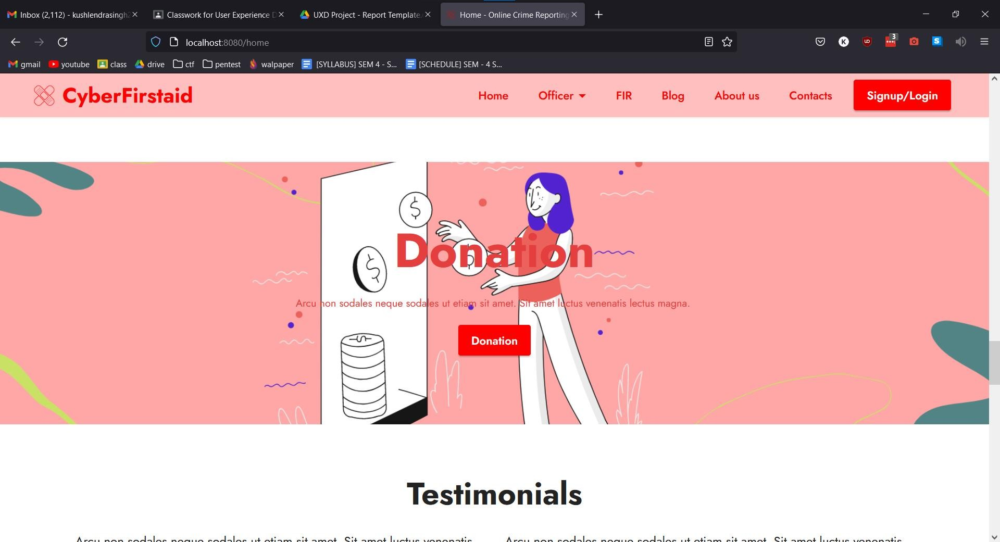 Inbox (2,112) - kushlendrasingh2
Classwork for User Experience D
UXD Project - Report Template.
Home - Online Crime Reporting
localhost:8080/home
3
K
S
gmail
youtube
class
drive
ctf
pentest
walpaper
[SYLLABUS] SEM 4 - S...
[SCHEDULE] SEM - 4 S...
CyberFirstaid
Home
Officer
FIR
Blog
About us
Contacts
Signup/Login
Donation
Arcu non sodales neque sodales ut etiam sit amet. Sit amet luctus venenatis lectus magna.
Donation
Testimonials
Arcu non sodales neque sodales ut etiam sit amet. Sit amet luctus venenatis
Arcu non sodales neque sodales ut etiam sit amet. Sit amet luctus venenatis